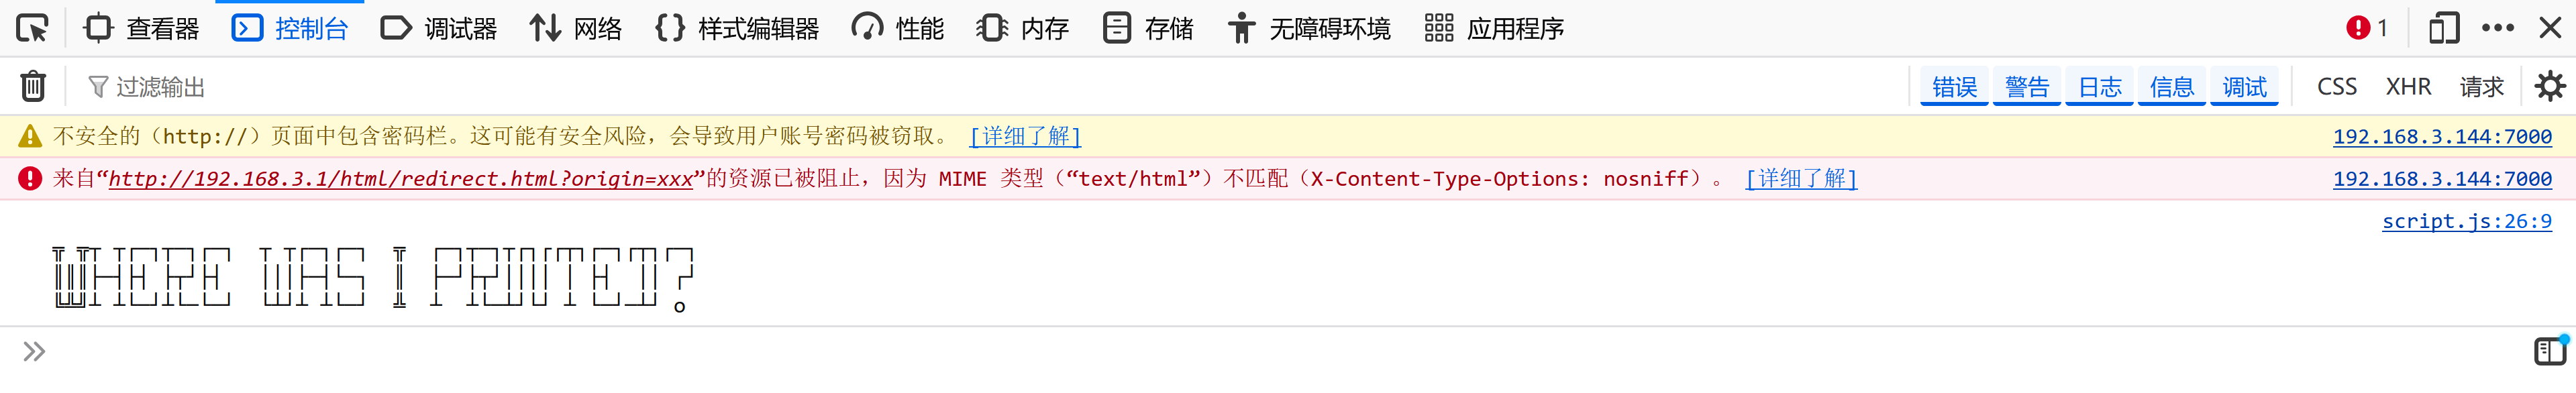 查看器 控制台 调试器 网络 样式编辑器 性能 内存 存储 无障碍环境 应用程序 1
过滤输出 错误 警告 日志 信息 调试 CSS XHR 请求
不安全的（http://）页面中包含密码栏。这可能有安全风险，会导致用户账号密码被窃取。 [详细了解] 192.168.3.144:7000
来自“http://192.168.3.1/html/redirect.html?origin=xxx”的资源已被阻止，因为 MIME 类型（“text/html”）不匹配（X-Content-Type-Options: nosniff）。 [详细了解] 192.168.3.144:7000
script.js:26:9
WHERE WAS I PRINTED?